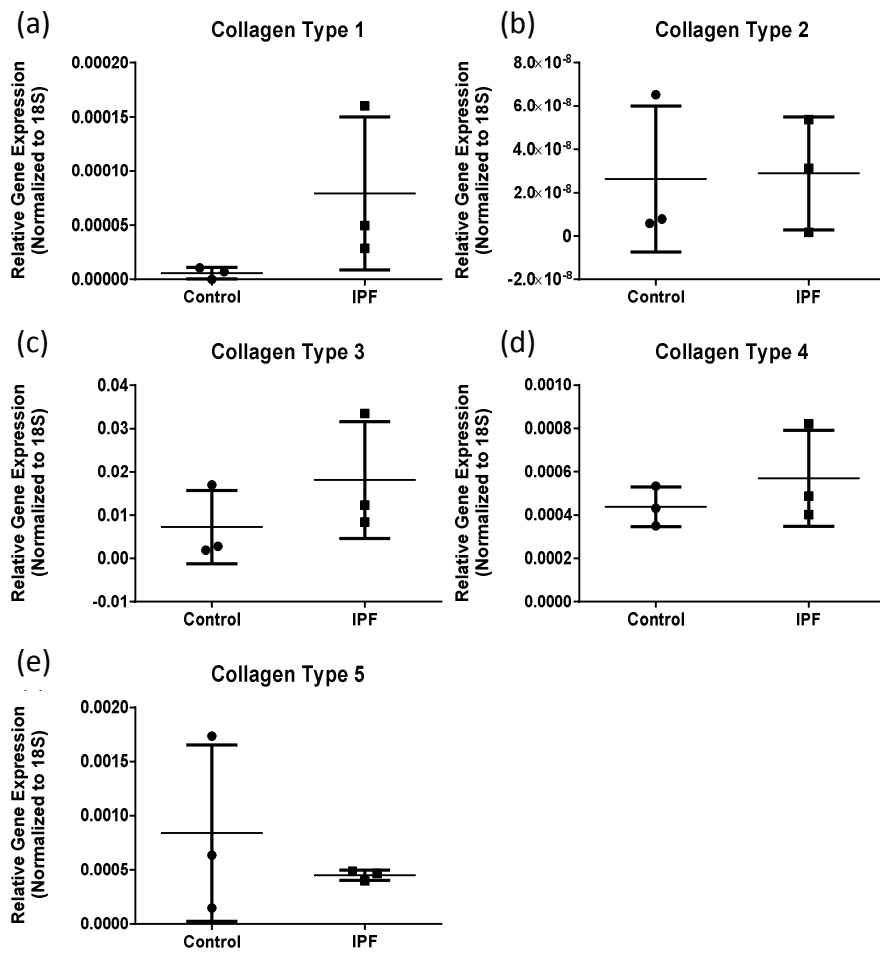 (a)
Collagen Type 1
Relative Gene Expression
(Normalized to 18S)
0.00020
0.00015
0.00010
0.00005
0.00000
Control
IPF
(b)
Collagen Type 2
Relative Gene Expression
(Normalized to 18S)
8.0×10⁻⁸
6.0×10⁻⁸
4.0×10⁻⁸
2.0×10⁻⁸
0
-2.0×10⁻⁸
Control
IPF
(c)
Collagen Type 3
Relative Gene Expression
(Normalized to 18S)
0.04
0.03
0.02
0.01
0.00
-0.01
Control
IPF
(d)
Collagen Type 4
Relative Gene Expression
(Normalized to 18S)
0.0010
0.0008
0.0006
0.0004
0.0002
0.0000
Control
IPF
(e)
Collagen Type 5
Relative Gene Expression
(Normalized to 18S)
0.0020
0.0015
0.0010
0.0005
0.0000
Control
IPF